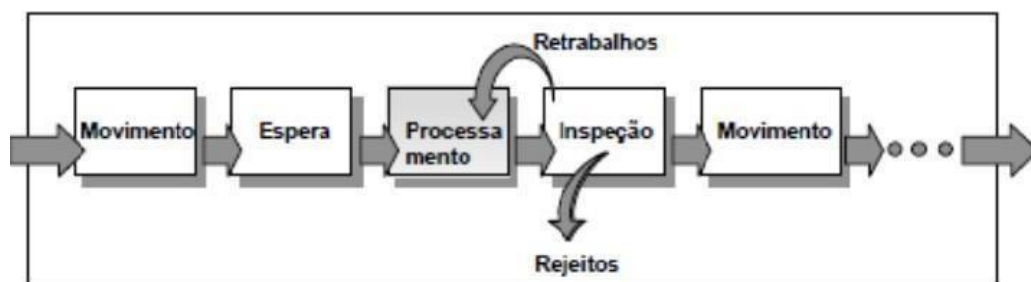 Retrabalhos
Movimento
Espera
Processa
mento
Inspeção
Movimento
Rejeitos